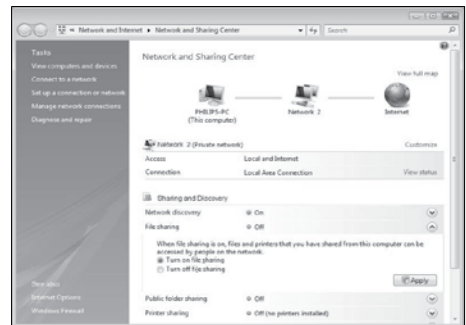 Network and Internet ▸ Network and Sharing Center
Search
Tasks
View computers and devices
Connect to a network
Set up a connection or network
Manage network connections
Diagnose and repair
See also
Internet Options
Windows Firewall
Network and Sharing Center
View full map
PHILIPS-PC
(This computer)
Network 2
Internet
Network 2 (Private network)
Customize
Access Local and Internet
Connection Local Area Connection View status
Sharing and Discovery
Network discovery On
File sharing Off
When file sharing is on, files and printers that you have shared from this computer can be
accessed by people on the network.
Turn on file sharing
Turn off file sharing
Apply
Public folder sharing Off
Printer sharing Off (no printers installed)